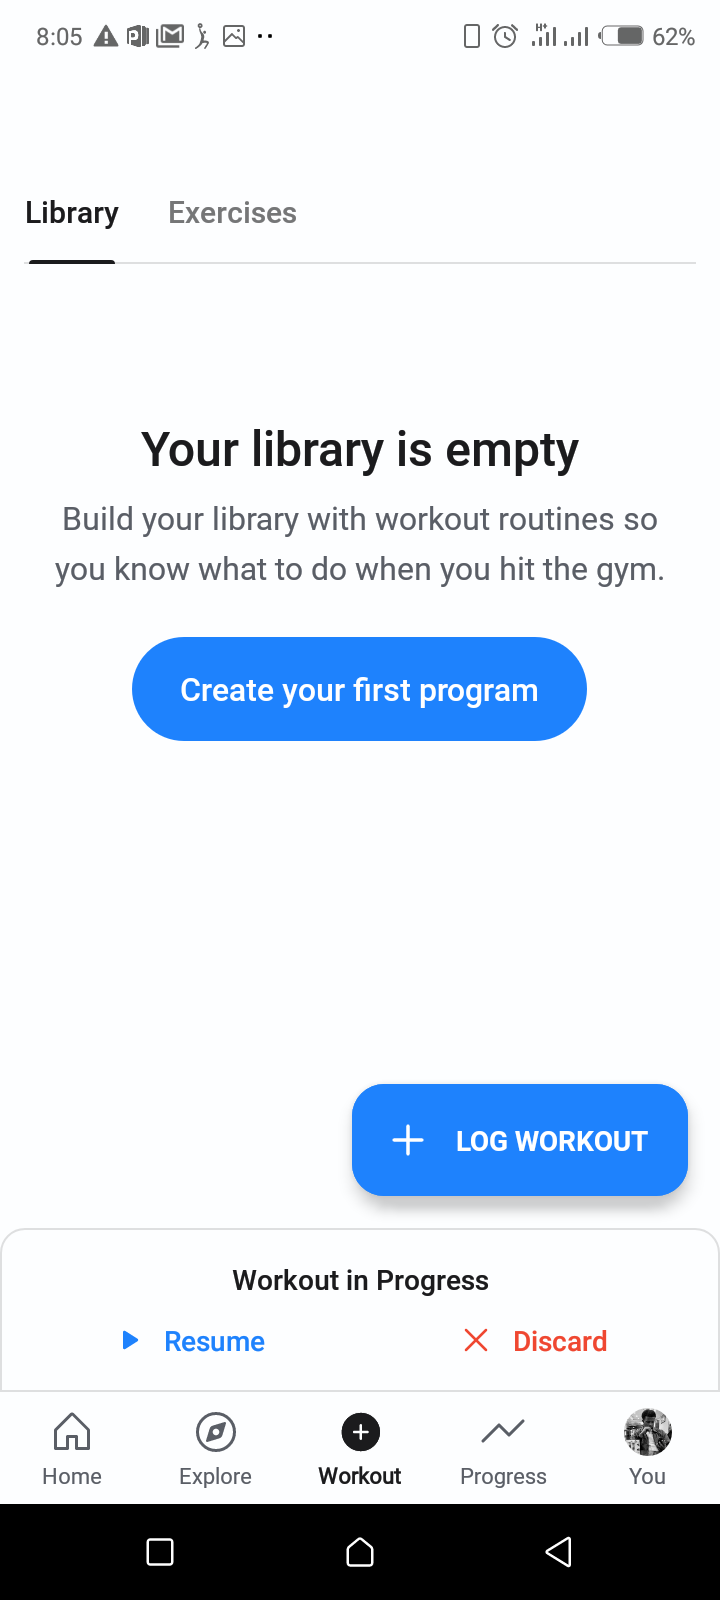 8:05
H+
62%
Library Exercises
Your library is empty
Build your library with workout routines so
you know what to do when you hit the gym.
Create your first program
LOG WORKOUT
Workout in Progress
Resume Discard
Home Explore Workout Progress You